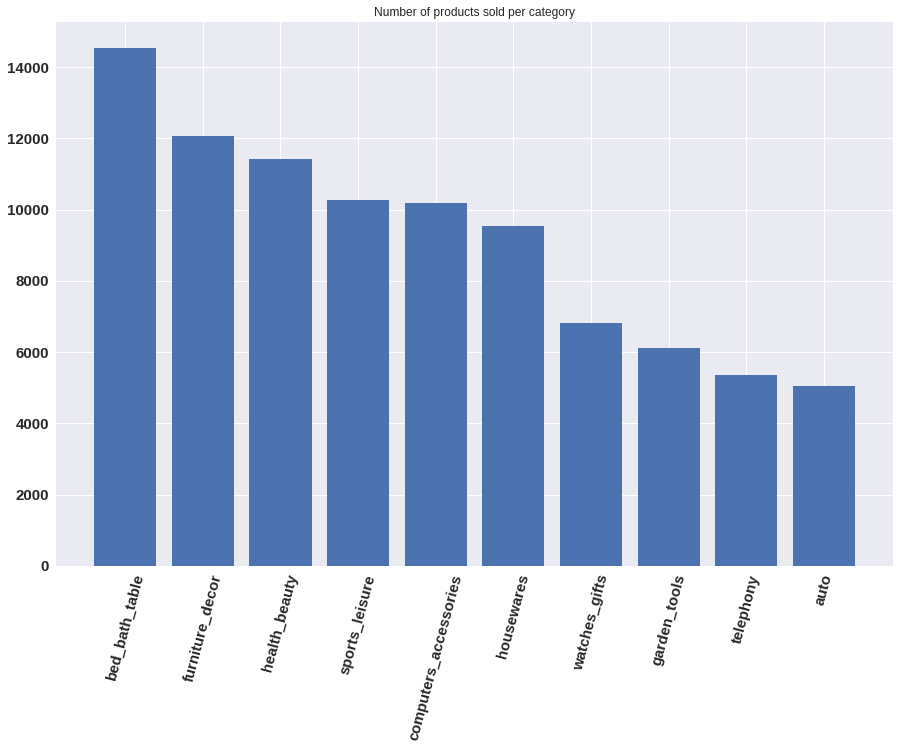 Number of products sold per category
14000
12000
10000
8000
6000
4000
2000
0
bed_bath_table
furniture_decor
health_beauty
sports_leisure
computers_accessories
housewares
watches_gifts
garden_tools
telephony
auto